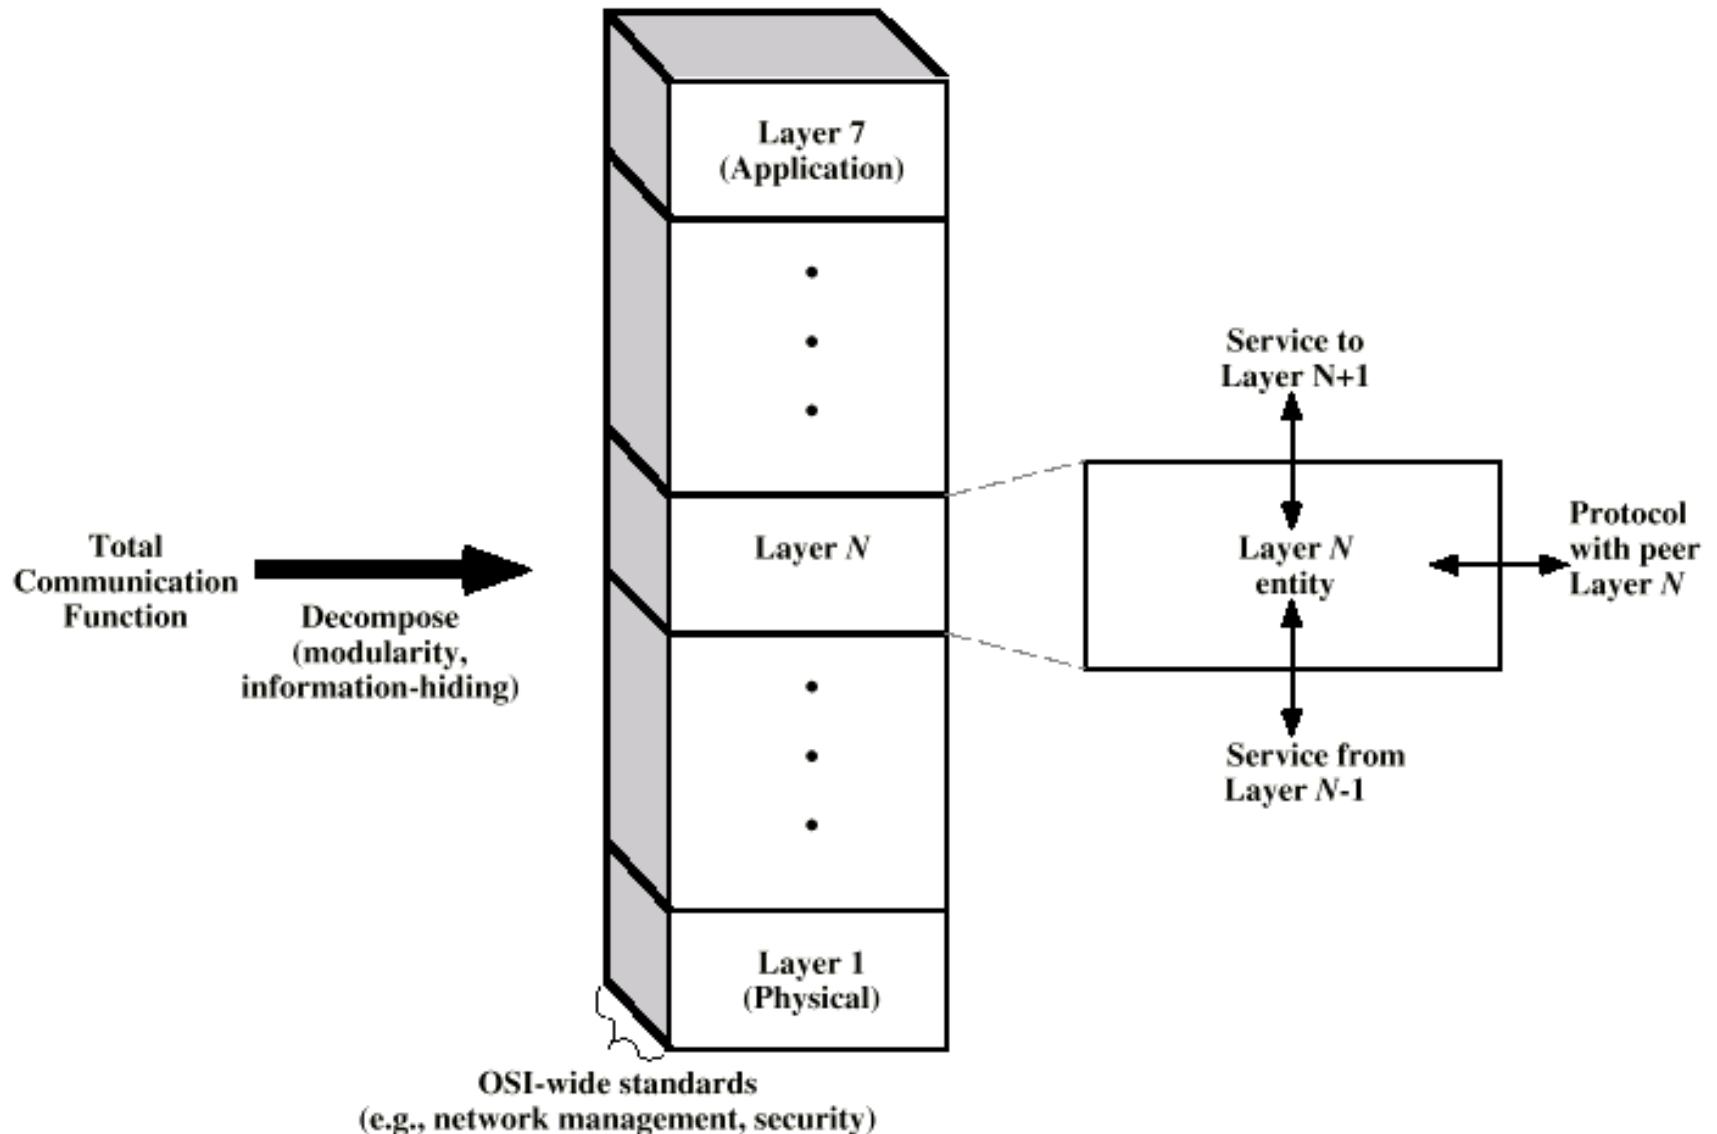 Layer 7
(Application)
Service to
Layer N+1
Total
Communication
Function
Decompose
(modularity,
information-hiding)
Layer N
Layer N
entity
Protocol
with peer
Layer N
Service from
Layer N-1
Layer 1
(Physical)
OSI-wide standards
(e.g., network management, security)